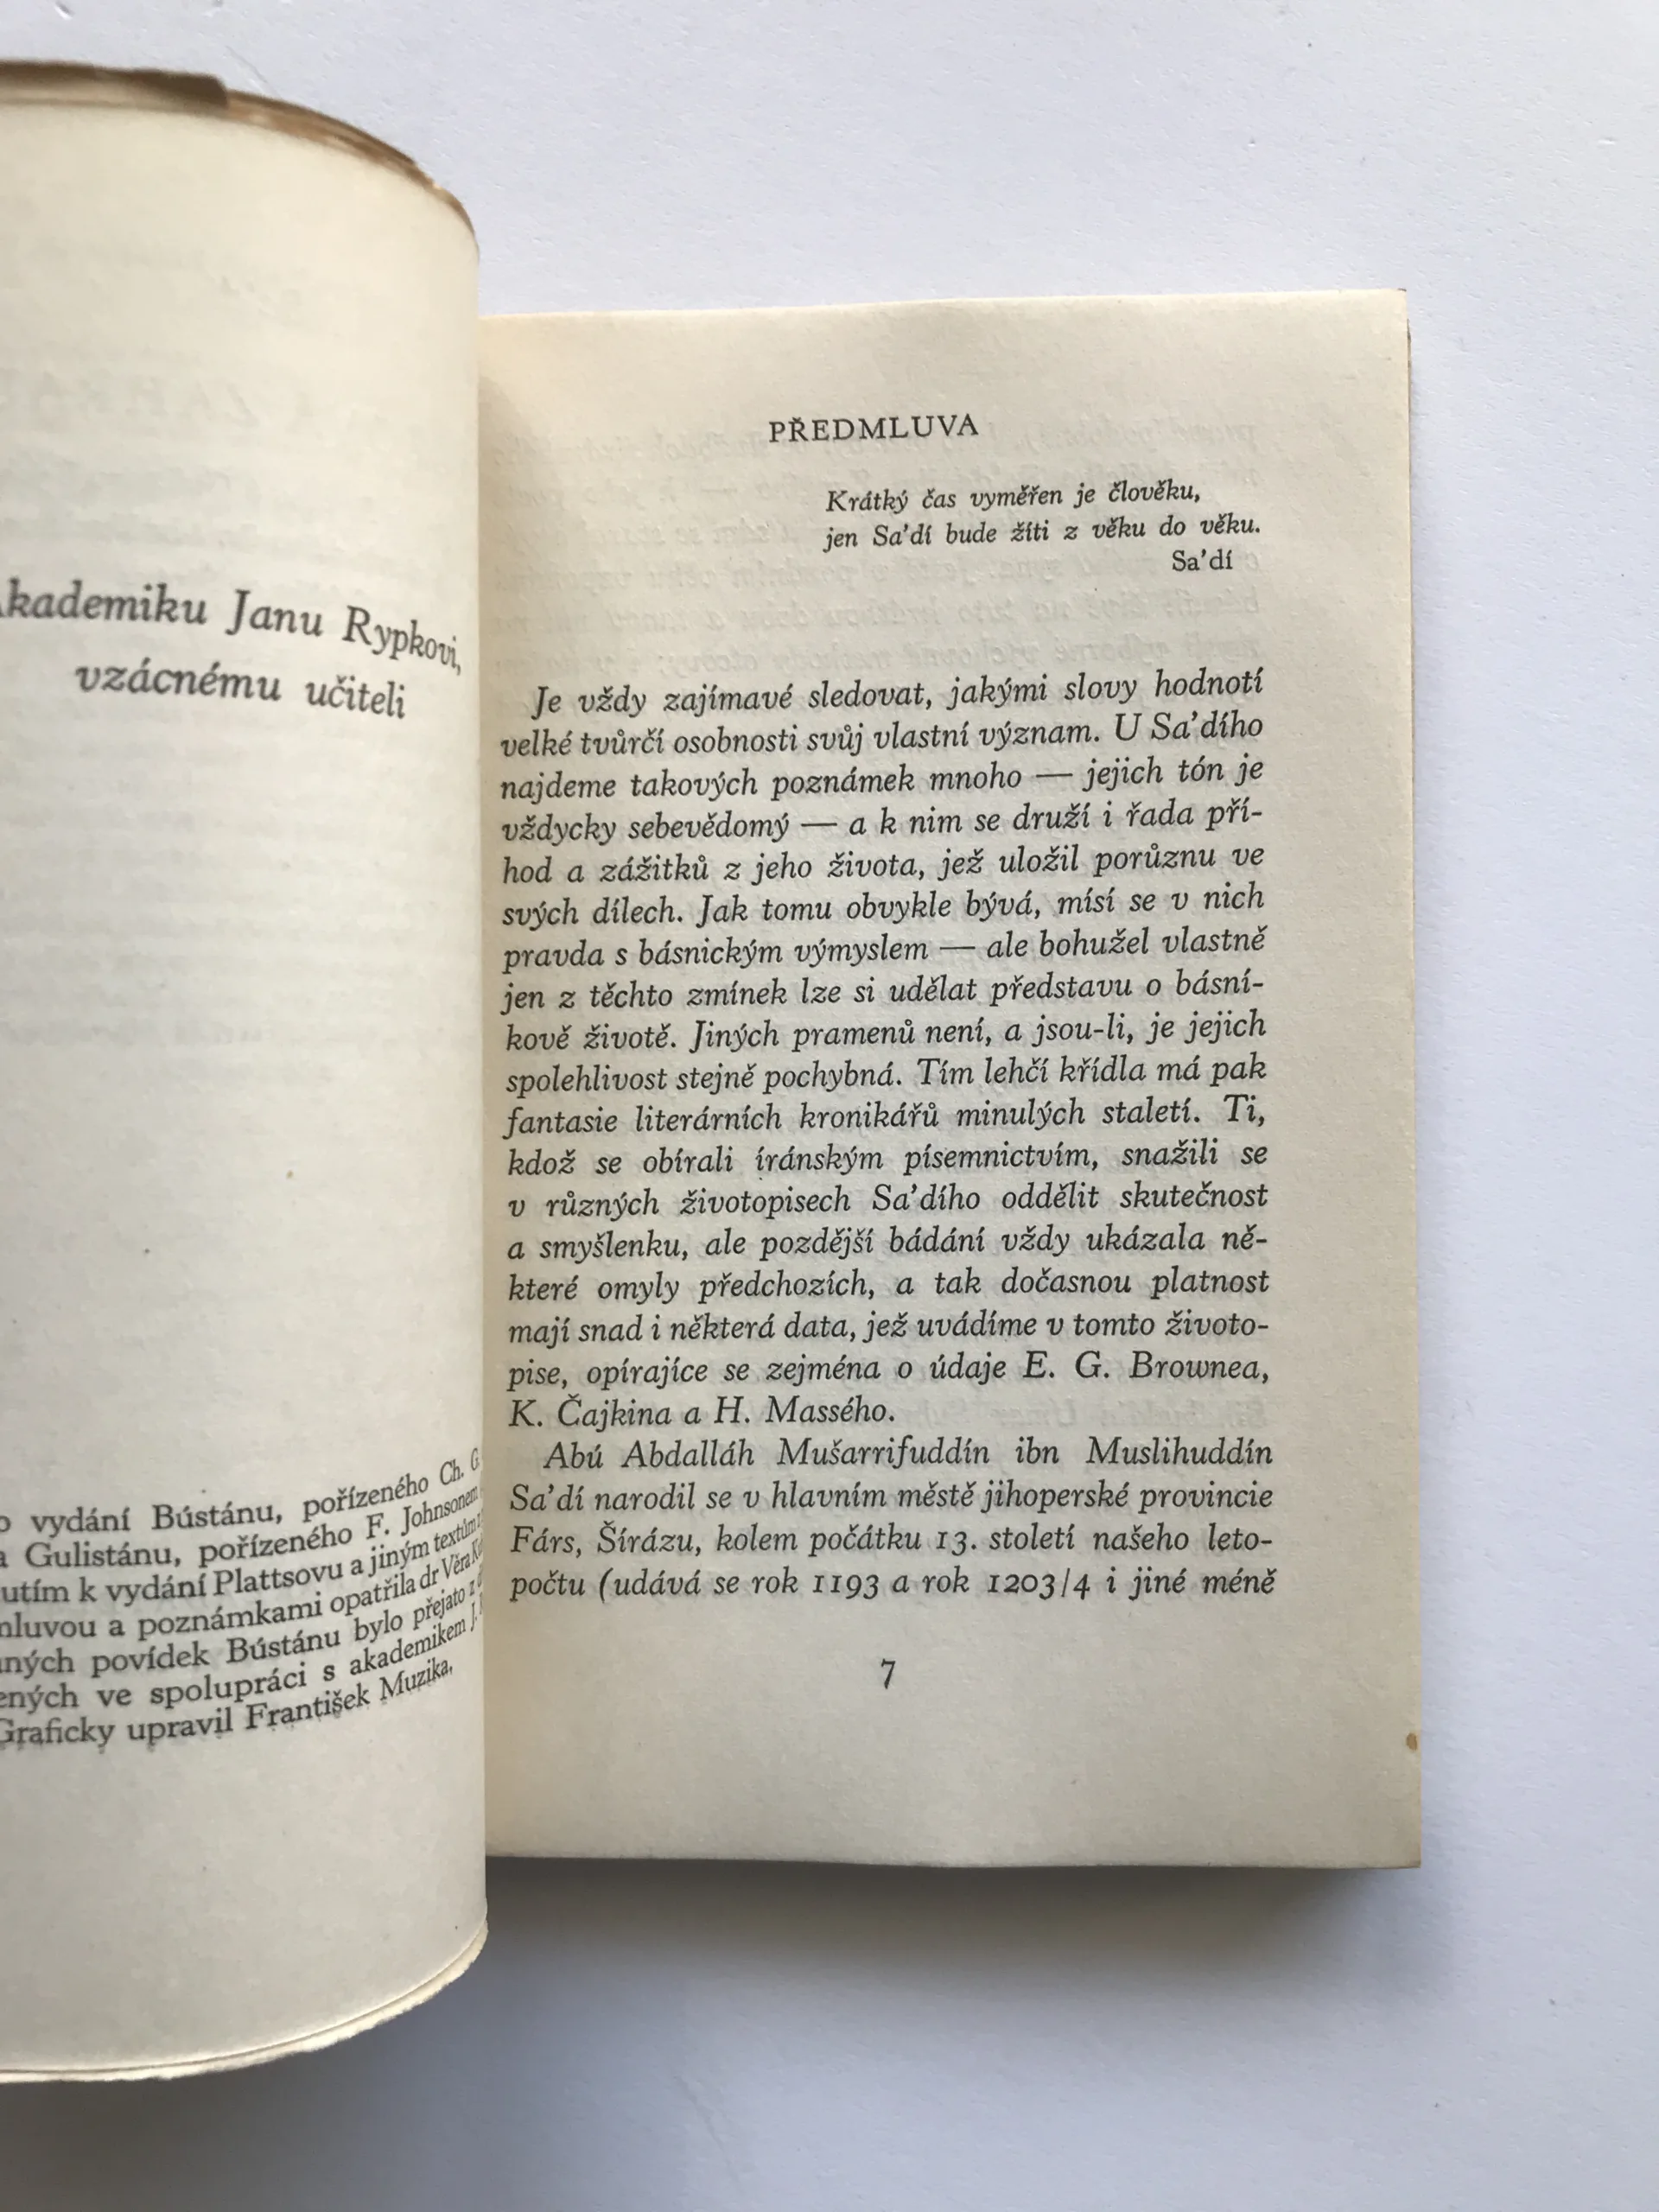 Akademiku Janu Rypkovi,
vzácnému učiteli
vydání Bústánu, pořízeného Ch. G.
Gulistánu, pořízeného F. Johnsonem
k vydání Plattsovu a jiným textům
a poznámkami opatřila dr Věra
povídek Bústánu bylo přejato z
ve spolupráci s akademikem J.
Graficky upravil František Muzika.
PŘEDMLUVA
Krátký čas vyměřen je člověku,
jen Sa’dí bude žíti z věku do věku.
Sa’dí
Je vždy zajímavé sledovat, jakými slovy hodnotí
velké tvůrčí osobnosti svůj vlastní význam. U Sa’dího
najdeme takových poznámek mnoho — jejich tón je
vždycky sebevědomý — a k nim se druží i řada pří-
hod a zážitků z jeho života, jež uložil porůznu ve
svých dílech. Jak tomu obvykle bývá, mísí se v nich
pravda s básnickým výmyslem — ale bohužel vlastně
jen z těchto zmínek lze si udělat představu o básní-
kově životě. Jiných pramenů není, a jsou-li, je jejich
spolehlivost stejně pochybná. Tím lehčí křídla má pak
fantasie literárních kronikářů minulých staletí. Ti,
kdož se obírali íránským písemnictvím, snažili se
v různých životopisech Sa’dího oddělit skutečnost
a smyšlenku, ale pozdější bádání vždy ukázala ně-
které omyly předchozích, a tak dočasnou platnost
mají snad i některá data, jež uvádíme v tomto životo-
pise, opírajíce se zejména o údaje E. G. Brownea,
K. Čajkina a H. Massého.
Abú Abdalláh Mušarrifuddín ibn Muslihuddín
Sa’dí narodil se v hlavním městě jihoperské provincie
Fárs, Šírázu, kolem počátku 13. století našeho leto-
počtu (udává se rok 1193 a rok 1203/4 i jiné méně
7